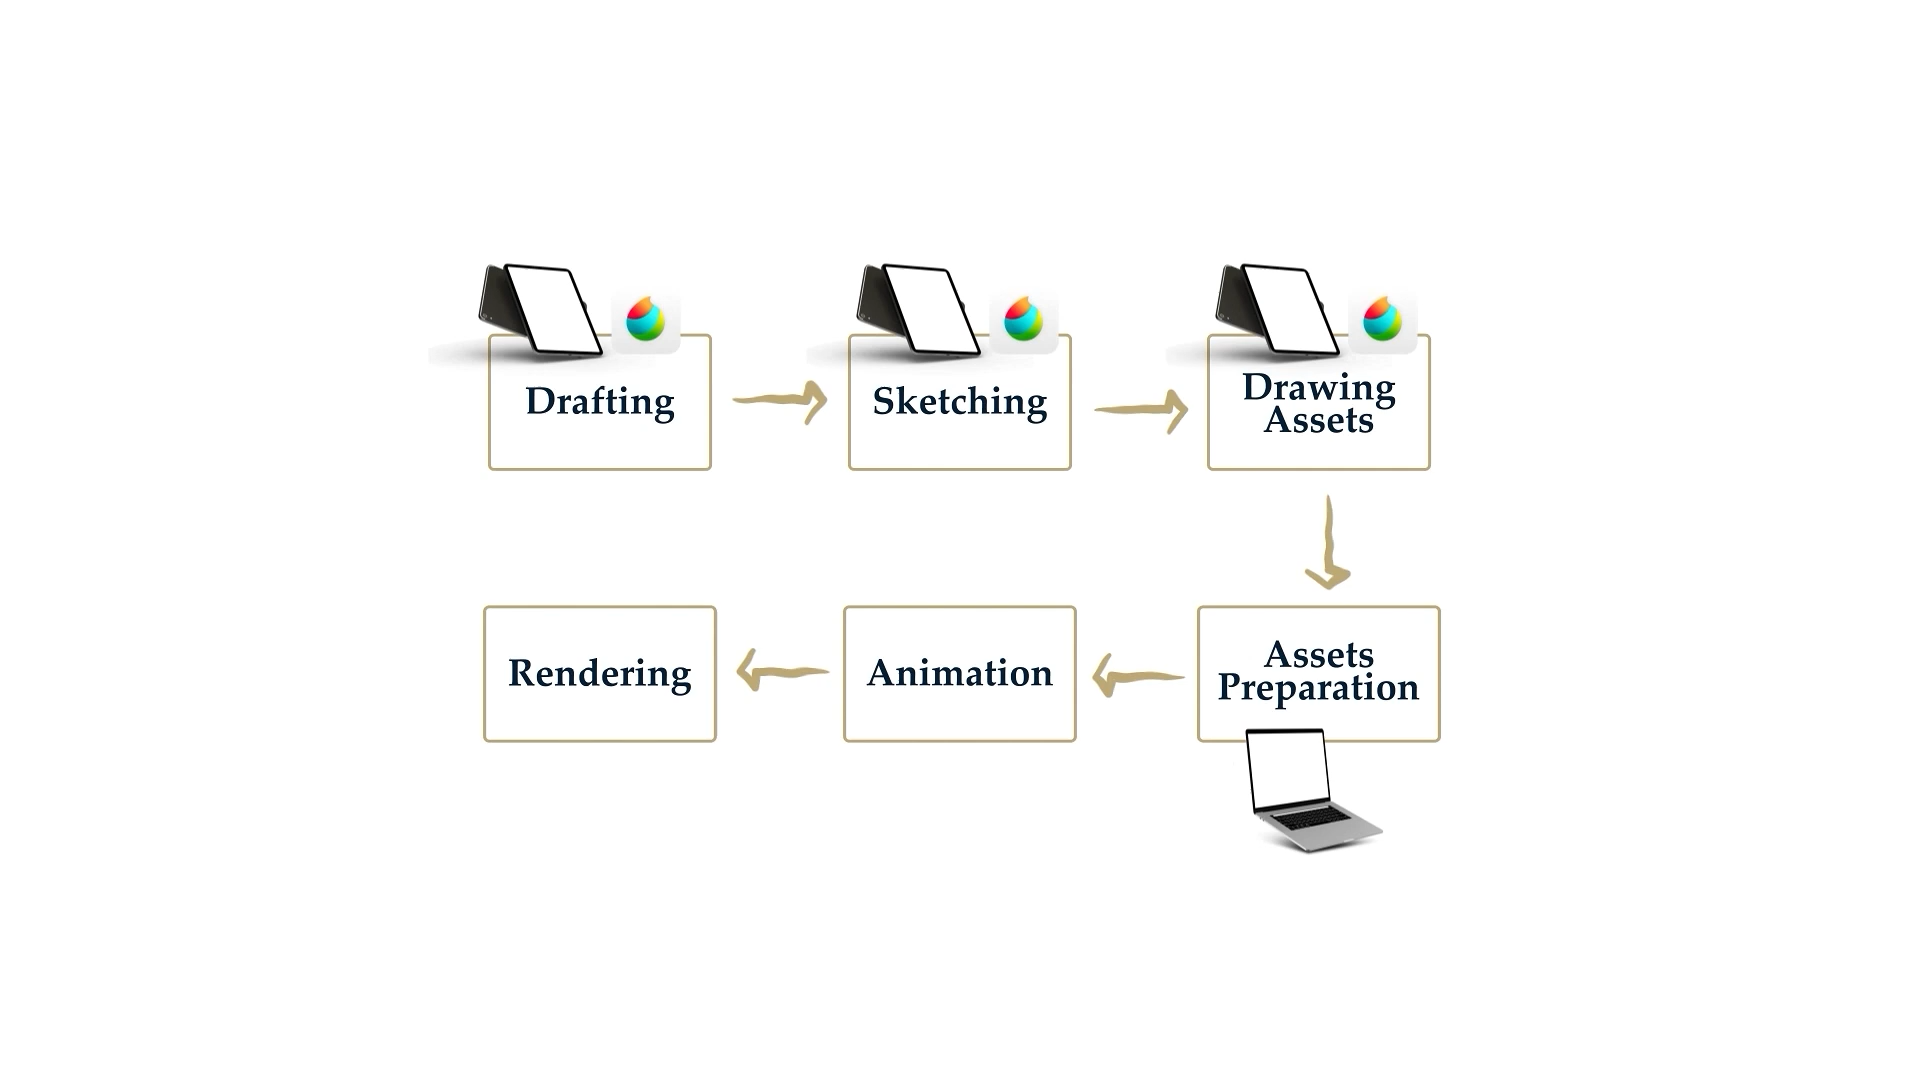 Drafting
Sketching
Drawing
Assets
Rendering
Animation
Assets
Preparation